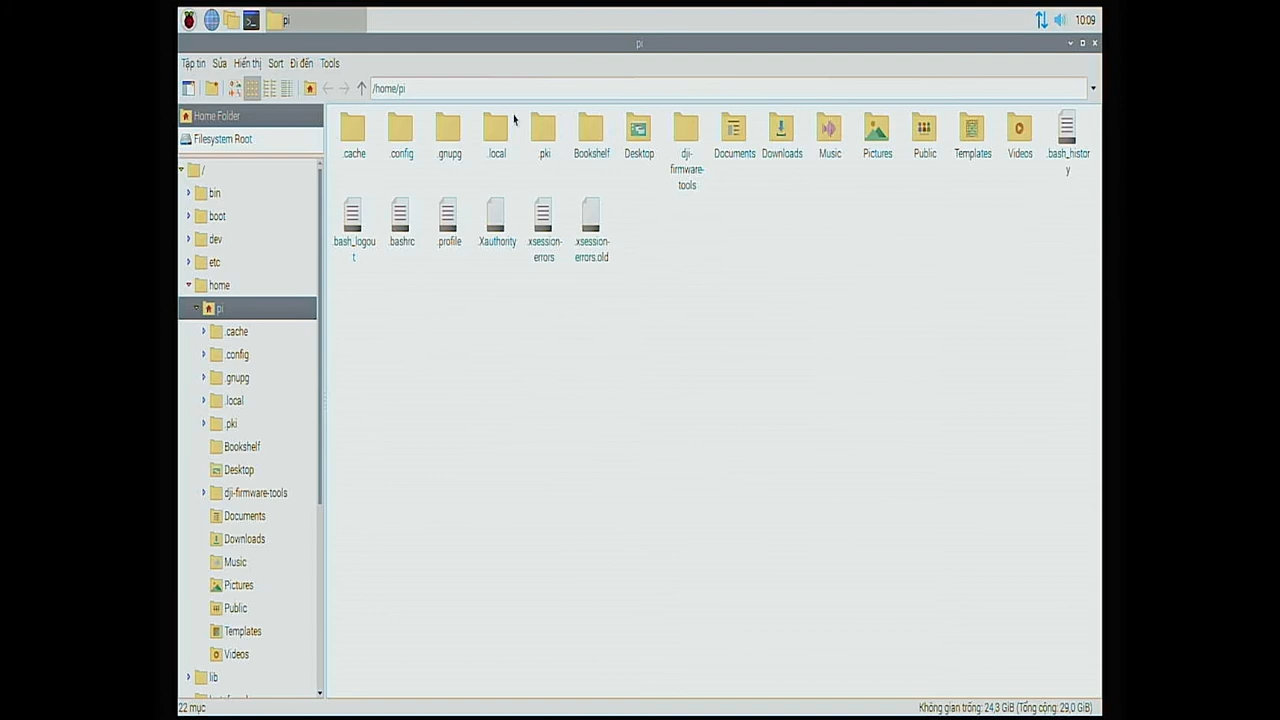 pi
10:09
pi
Tập tin Sửa Hiển thị Sort Đi đến Tools
/home/pi
Home Folder
Filesystem Root
/
bin
boot
dev
etc
home
pi
.cache
.config
.gnupg
.local
.pki
Bookshelf
Desktop
dji-firmware-tools
Documents
Downloads
Music
Pictures
Public
Templates
Videos
lib
.cache .config .gnupg .local .pki Bookshelf Desktop dji-firmware-tools Documents Downloads Music Pictures Public Templates Videos .bash_history
.bash_logout .bashrc .profile .Xauthority .xsession-errors .xsession-errors.old
22 mục
Không gian trống: 24,3 GiB (Tổng cộng: 29,0 GiB)